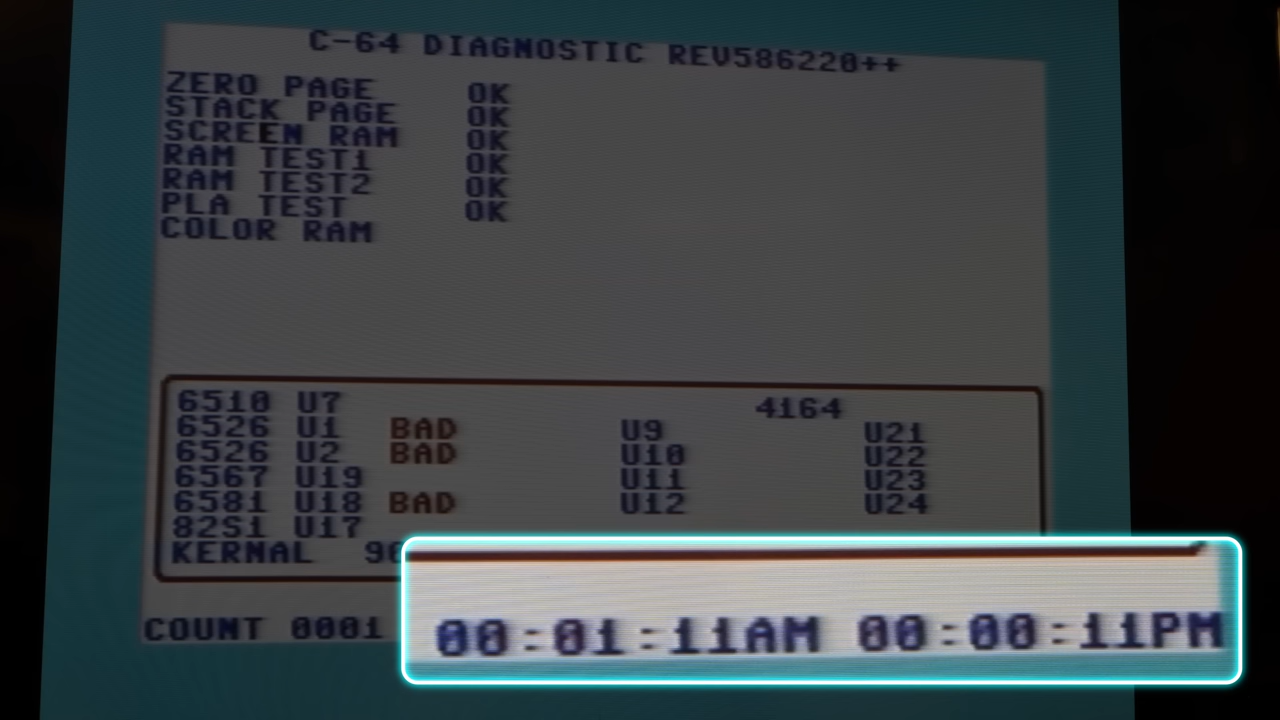 C-64 DIAGNOSTIC REV586220++
ZERO PAGE OK
STACK PAGE OK
SCREEN RAM OK
RAM TEST1 OK
RAM TEST2 OK
PLA TEST OK
COLOR RAM
6510 U7 4164
6526 U1 BAD U9 U21
6526 U2 BAD U10 U22
6567 U19 U11 U23
6581 U18 BAD U12 U24
82S1 U17
KERNAL
COUNT 0001 00:01:11AM 00:00:11PM